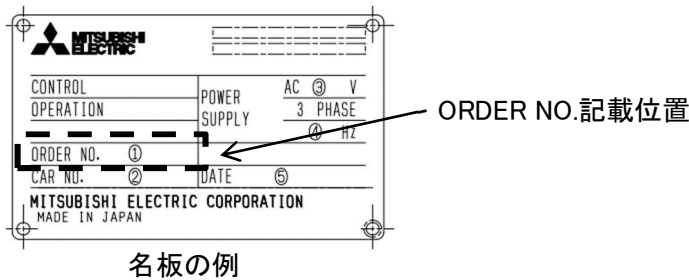 MITSUBISHI
ELECTRIC
CONTROL
OPERATION
POWER
SUPPLY
AC ③ V
3 PHASE
④ Hz
ORDER NO.記載位置
ORDER NO. ①
CAR NO. ②
DATE ⑤
MITSUBISHI ELECTRIC CORPORATION
MADE IN JAPAN
名板の例